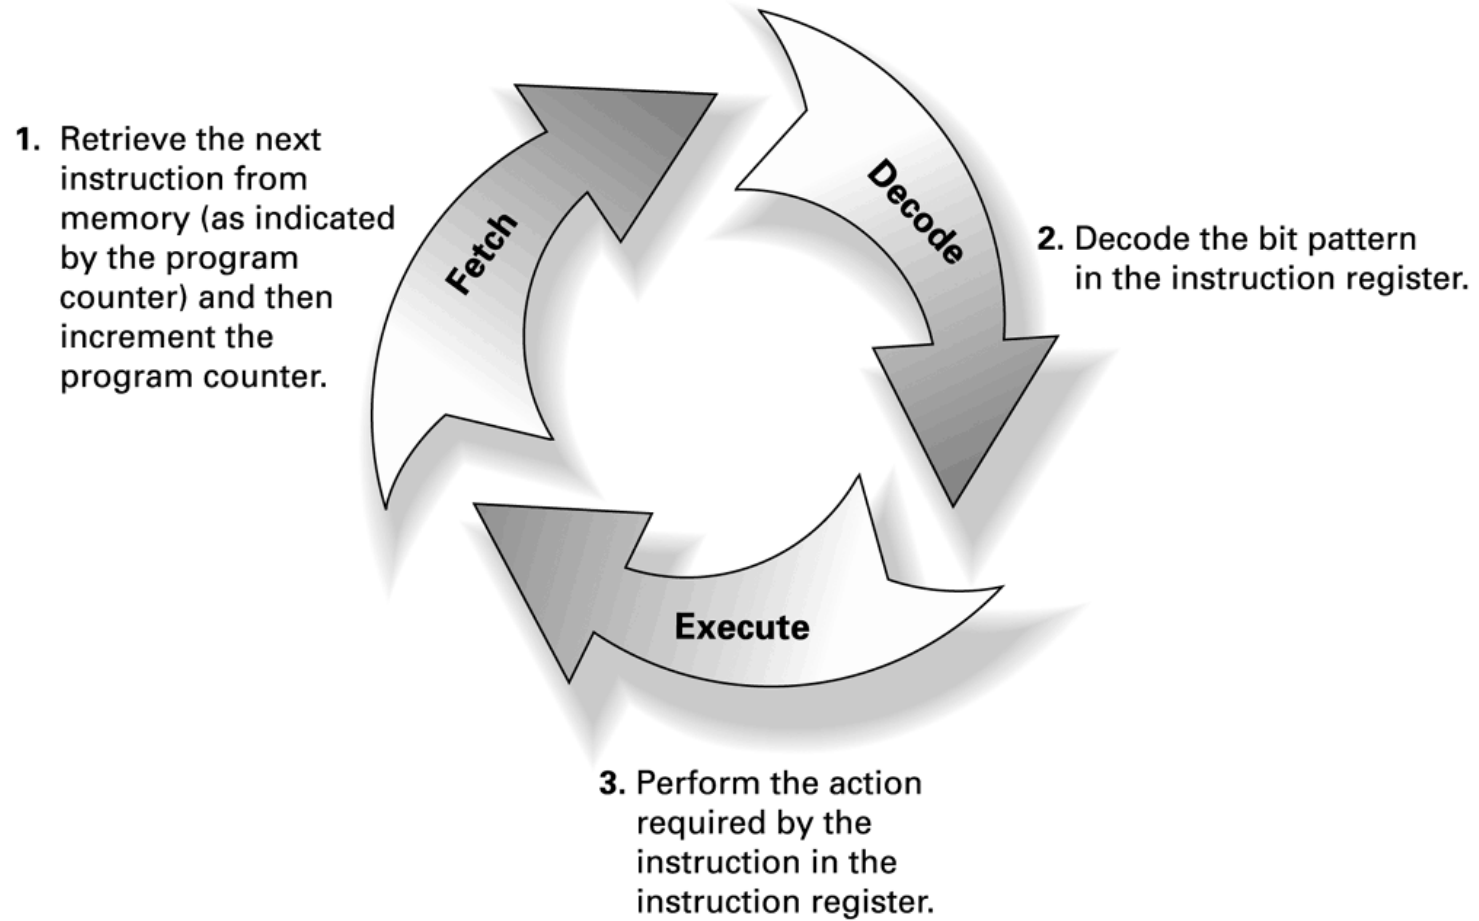 1. Retrieve the next
instruction from
memory (as indicated
by the program
counter) and then
increment the
program counter.
Fetch
Decode
2. Decode the bit pattern
in the instruction register.
Execute
3. Perform the action
required by the
instruction in the
instruction register.